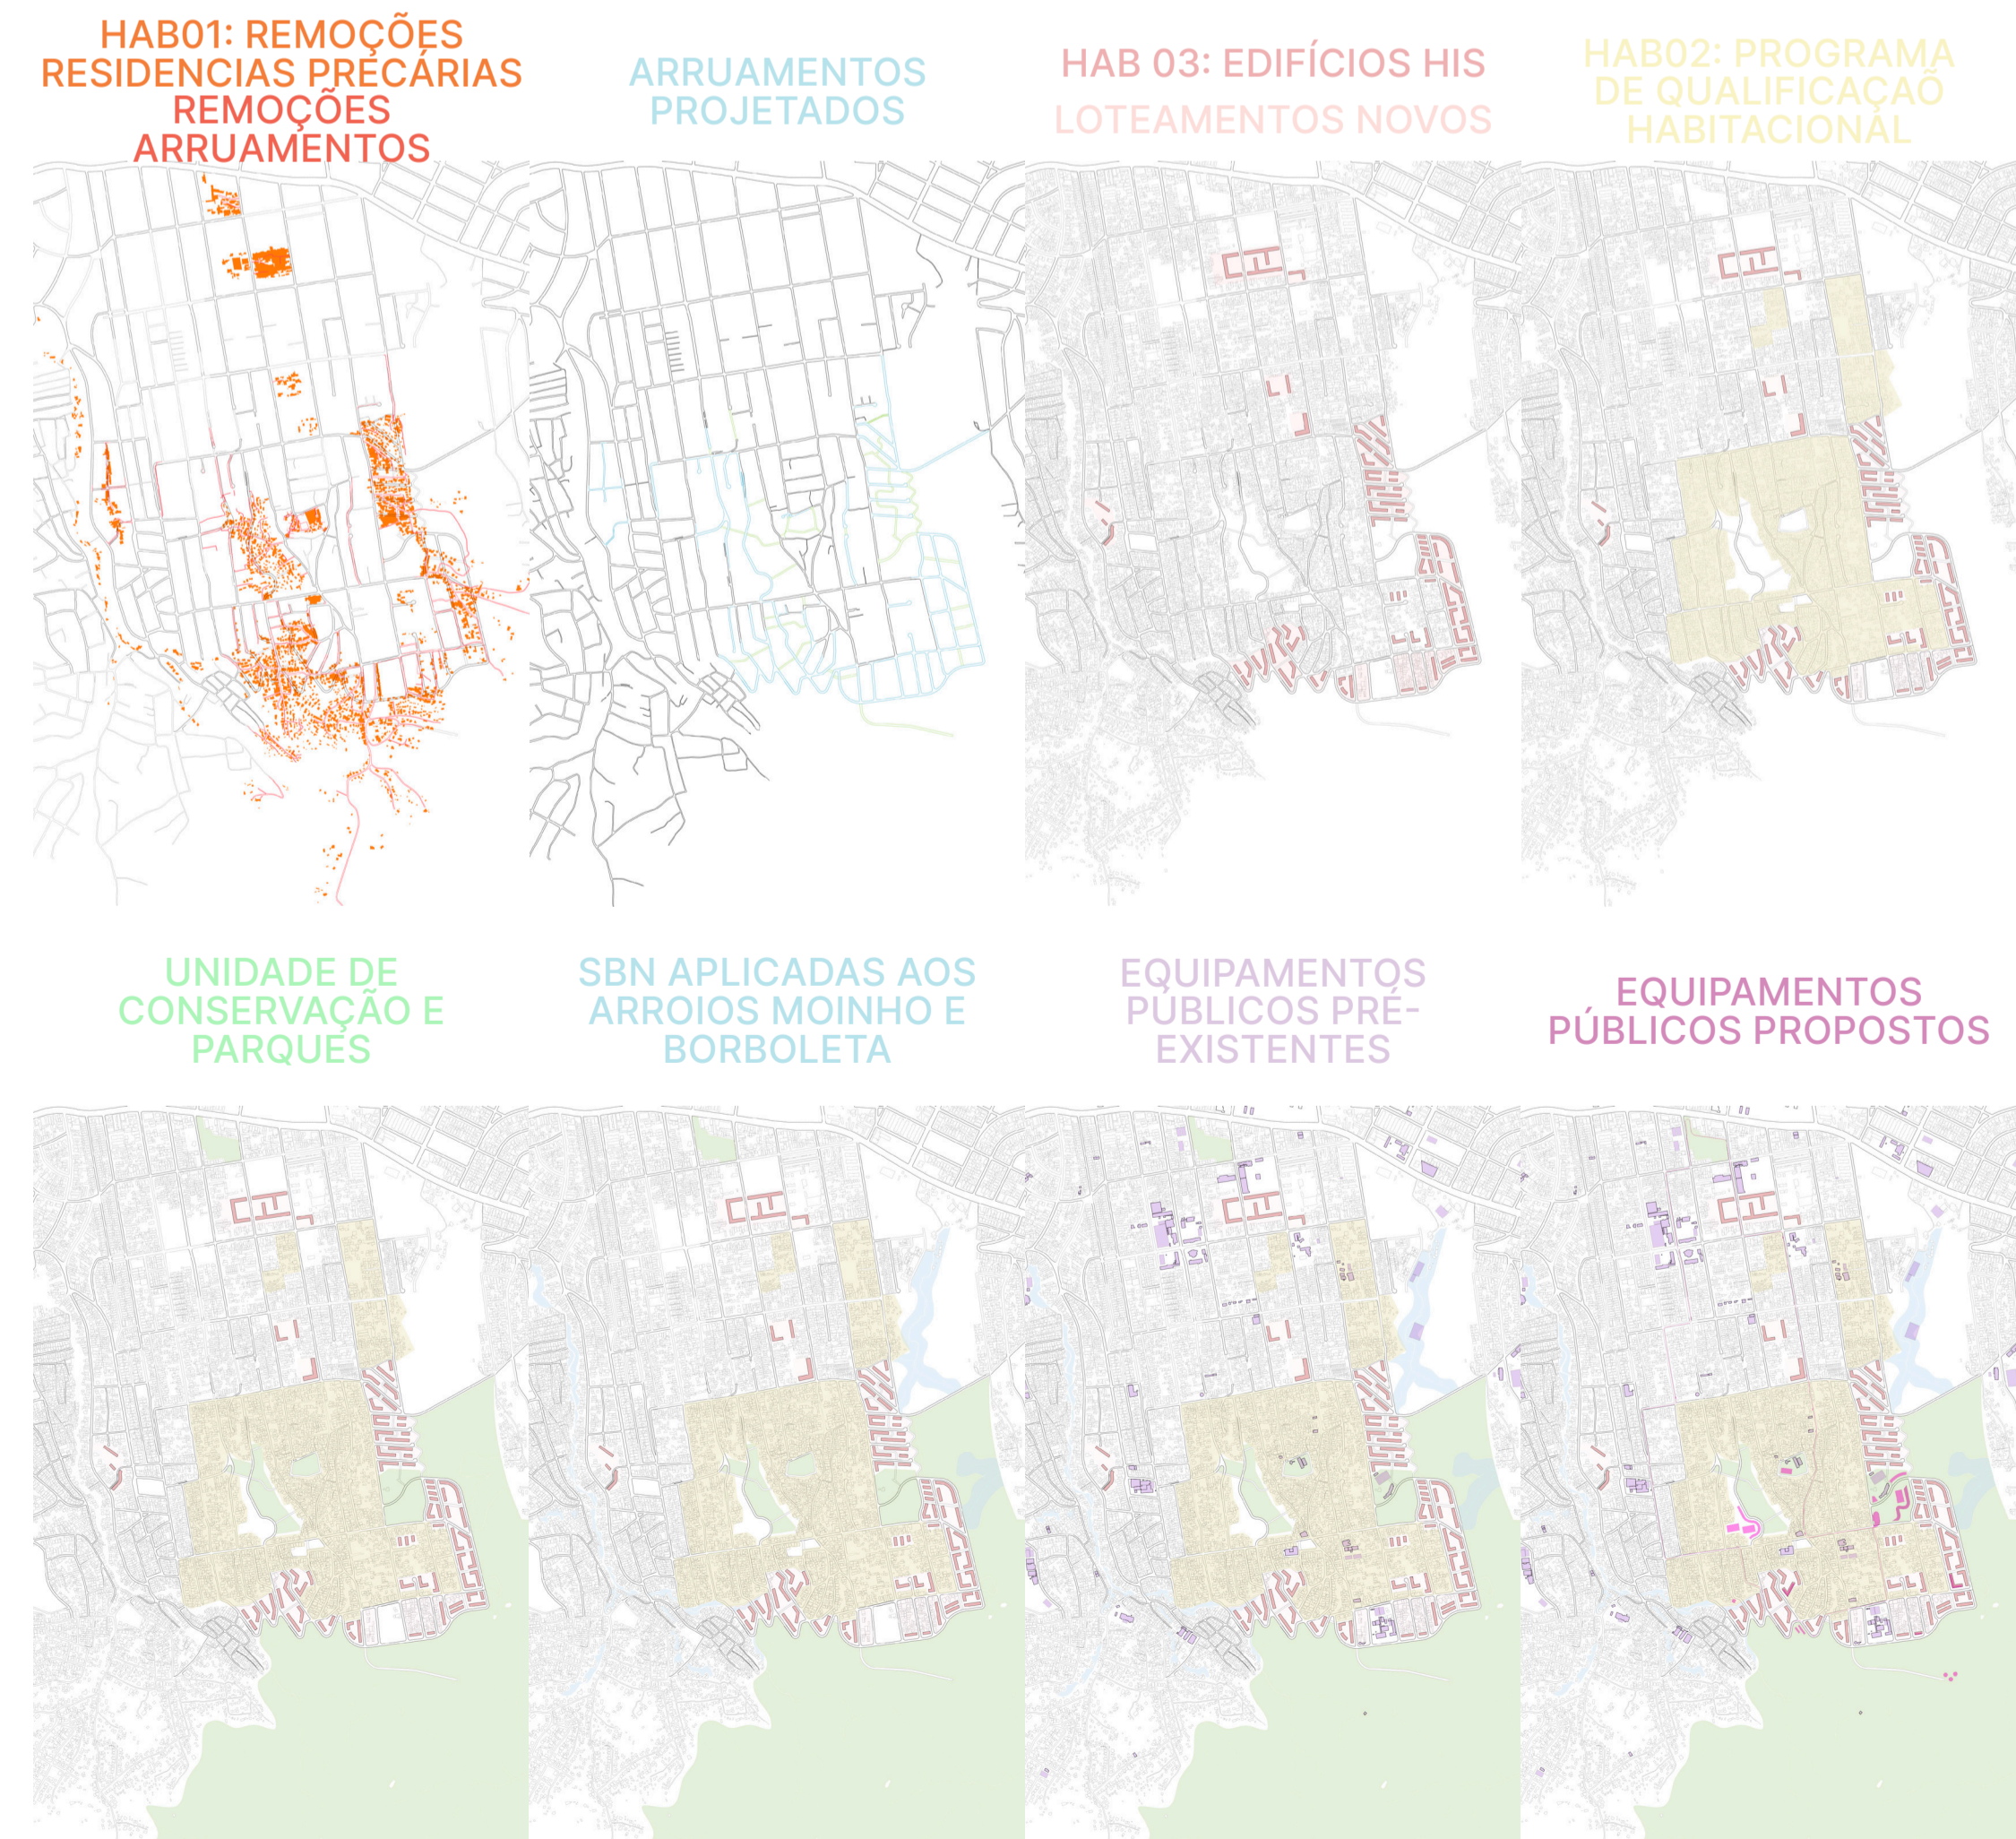 HAB01: REMOÇÕES
RESIDENCIAS PRECÁRIAS
REMOÇÕES
ARRUAMENTOS
ARRUAMENTOS
PROJETADOS
HAB 03: EDIFÍCIOS HIS
LOTEAMENTOS NOVOS
HAB02: PROGRAMA
DE QUALIFICAÇAÕ
HABITACIONAL
UNIDADE DE
CONSERVAÇÃO E
PARQUES
SBN APLICADAS AOS
ARROIOS MOINHO E
BORBOLETA
EQUIPAMENTOS
PÚBLICOS PRÉ-
EXISTENTES
EQUIPAMENTOS
PÚBLICOS PROPOSTOS